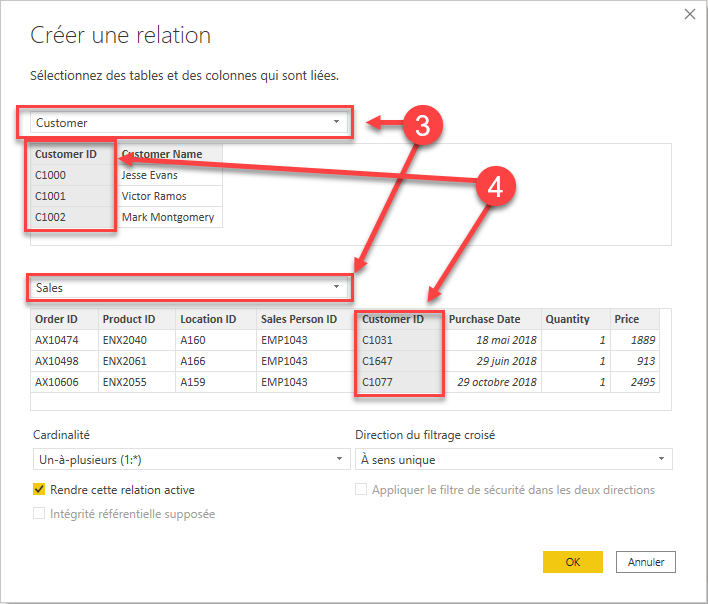 Créer une relation
Sélectionnez des tables et des colonnes qui sont liées.
Customer
3
Customer ID Customer Name
C1000 Jesse Evans
4
C1001 Victor Ramos
C1002 Mark Montgomery
Sales
Order ID Product ID Location ID Sales Person ID Customer ID Purchase Date Quantity Price
AX10474 ENX2040 A160 EMP1043 C1031 18 mai 2018 1 1889
AX10498 ENX2061 A166 EMP1043 C1647 29 juin 2018 1 913
AX10606 ENX2055 A159 EMP1043 C1077 29 octobre 2018 1 2495
Cardinalité Direction du filtrage croisé
Un-à-plusieurs (1:*) À sens unique
Rendre cette relation active Appliquer le filtre de sécurité dans les deux directions
Intégrité référentielle supposée
OK Annuler